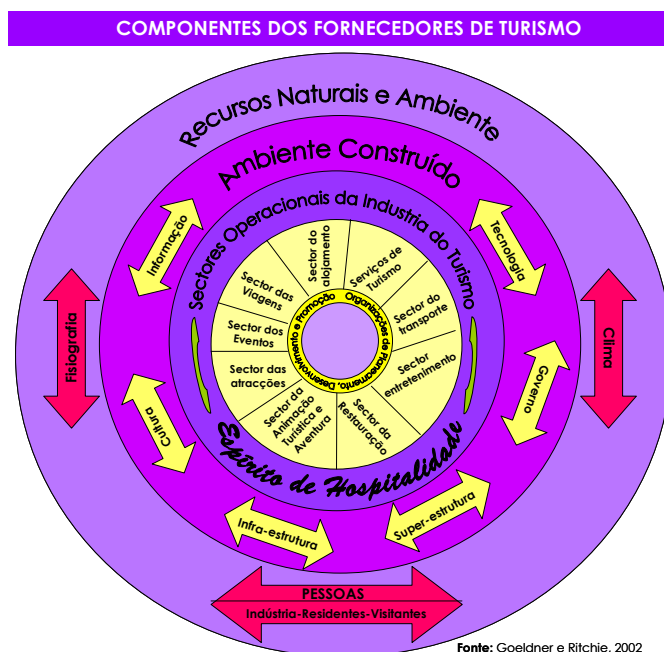 COMPONENTES DOS FORNECEDORES DE TURISMO
Recursos Naturais e Ambiente
Ambiente Construído
Sectores Operacionais da Industria do Turismo
Espírito de Hospitalidade
Informação
Tecnologia
Fisiografia
Clima
Governo
Cultura
Infra-estrutura
Super-estrutura
Sector do
alojamento
Serviços de
Turismo
Sector do
transporte
Sector
entretenimento
Sector da
Restauração
Sector da
Animação
Turística e
Aventura
Sector das
atracções
Sector dos
Eventos
Sector das
Viagens
Organizações de Planeamento, Desenvolvimento e Promoção
PESSOAS
Indústria-Residentes-Visitantes
Fonte: Goeldner e Ritchie, 2002